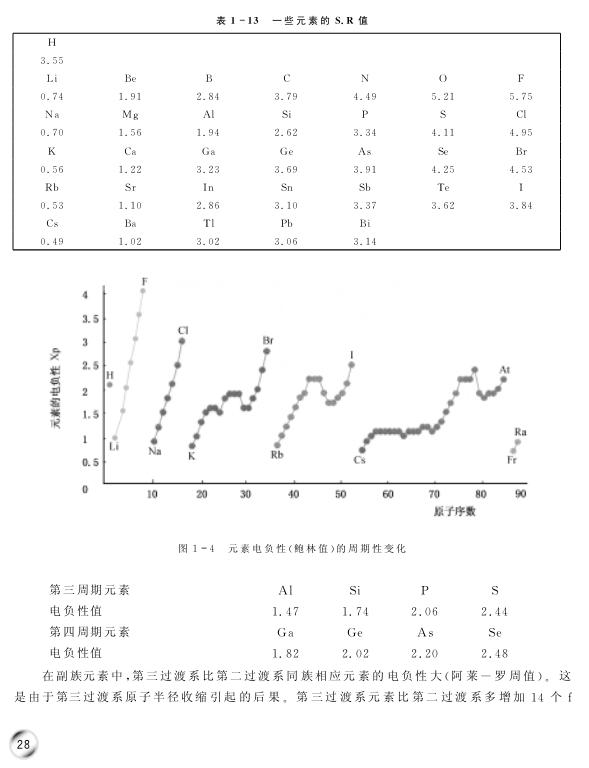 表 1-13 一些元素的 S.R 值
H
3.55
Li Be B C N O F
0.74 1.91 2.84 3.79 4.49 5.21 5.75
Na Mg Al Si P S Cl
0.70 1.56 1.94 2.62 3.34 4.11 4.95
K Ca Ga Ge As Se Br
0.56 1.22 3.23 3.69 3.91 4.25 4.53
Rb Sr In Sn Sb Te I
0.53 1.10 2.86 3.10 3.37 3.62 3.84
Cs Ba Tl Pb Bi
0.49 1.02 3.02 3.06 3.14
元素的电负性 Xp
4
3.5
3
2.5
2
1.5
1
0.5
0
H
F
Li
Cl
Na
Br
K
I
Rb
At
Cs
Ra
Fr
10 20 30 40 50 60 70 80 90
原子序数
图 1-4 元素电负性(鲍林值)的周期性变化
第三周期元素 Al Si P S
电负性值 1.47 1.74 2.06 2.44
第四周期元素 Ga Ge As Se
电负性值 1.82 2.02 2.20 2.48
在副族元素中,第三过渡系比第二过渡系同族相应元素的电负性大(阿莱－罗周值)。这
是由于第三过渡系原子半径收缩引起的后果。第三过渡系元素比第二过渡系多增加 14 个 f
28